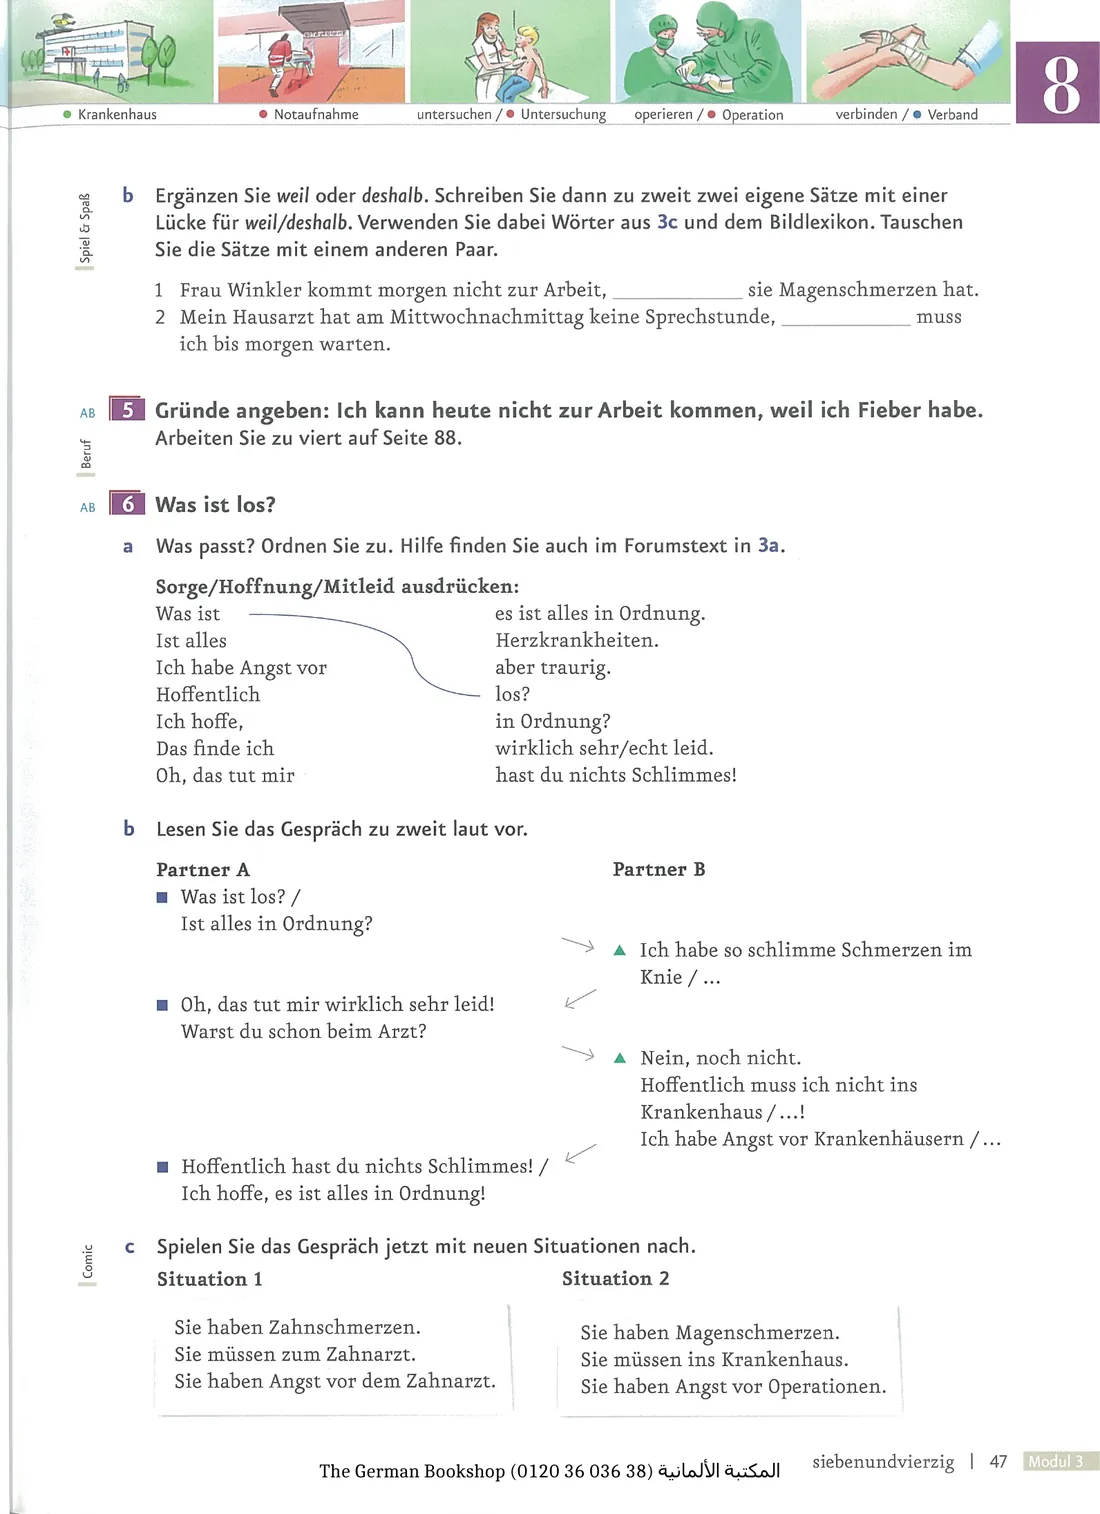 8
● Krankenhaus ● Notaufnahme untersuchen / ● Untersuchung operieren / ● Operation verbinden / ● Verband
Spiel & Spaß
b Ergänzen Sie weil oder deshalb. Schreiben Sie dann zu zweit zwei eigene Sätze mit einer
Lücke für weil/deshalb. Verwenden Sie dabei Wörter aus 3c und dem Bildlexikon. Tauschen
Sie die Sätze mit einem anderen Paar.
1 Frau Winkler kommt morgen nicht zur Arbeit, ____________ sie Magenschmerzen hat.
2 Mein Hausarzt hat am Mittwochnachmittag keine Sprechstunde, ____________ muss
ich bis morgen warten.
AB 5 Gründe angeben: Ich kann heute nicht zur Arbeit kommen, weil ich Fieber habe.
Beruf
Arbeiten Sie zu viert auf Seite 88.
AB 6 Was ist los?
a Was passt? Ordnen Sie zu. Hilfe finden Sie auch im Forumstext in 3a.
Sorge/Hoffnung/Mitleid ausdrücken:
Was ist es ist alles in Ordnung.
Ist alles Herzkrankheiten.
Ich habe Angst vor aber traurig.
Hoffentlich los?
Ich hoffe, in Ordnung?
Das finde ich wirklich sehr/echt leid.
Oh, das tut mir hast du nichts Schlimmes!
b Lesen Sie das Gespräch zu zweit laut vor.
Partner A Partner B
■ Was ist los? /
Ist alles in Ordnung?
▲ Ich habe so schlimme Schmerzen im
Knie / ...
■ Oh, das tut mir wirklich sehr leid!
Warst du schon beim Arzt?
▲ Nein, noch nicht.
Hoffentlich muss ich nicht ins
Krankenhaus / ...!
Ich habe Angst vor Krankenhäusern / ...
■ Hoffentlich hast du nichts Schlimmes! /
Ich hoffe, es ist alles in Ordnung!
Comic
c Spielen Sie das Gespräch jetzt mit neuen Situationen nach.
Situation 1 Situation 2
Sie haben Zahnschmerzen.
Sie müssen zum Zahnarzt.
Sie haben Angst vor dem Zahnarzt.
Sie haben Magenschmerzen.
Sie müssen ins Krankenhaus.
Sie haben Angst vor Operationen.
siebenundvierzig | 47 Modul 3
The German Bookshop (0120 36 036 38) المكتبة الألمانية